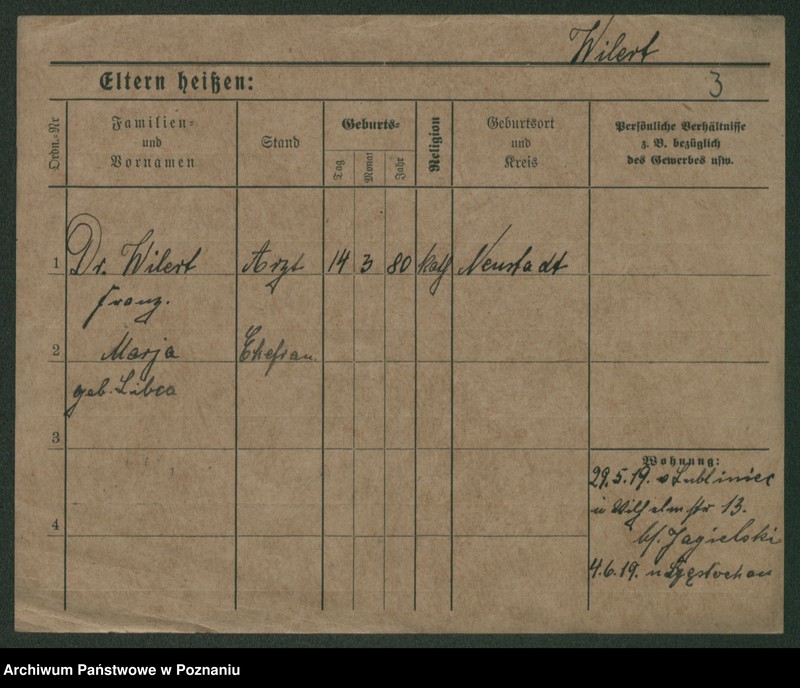 Wilert
Eltern heißen:
3
Ordn.-Nr
Familien=
und
Vornamen
Stand
Geburts-
Tag
Monat
Jahr
Religion
Geburtsort
und
Kreis
Persönliche Verhältnisse
z. B. bezüglich
des Gewerbes usw.
1 Dr. Wilert Arzt 14 3 80 kath Neustadt
Franz.
2 Marja Ehefrau
geb. Libea
3
Wohnung:
29.5.19. v Lubliniec
in Wilhelmstr 13.
4 b/. Jagielski
4.6.19. n Częstochau
Archiwum Państwowe w Poznaniu